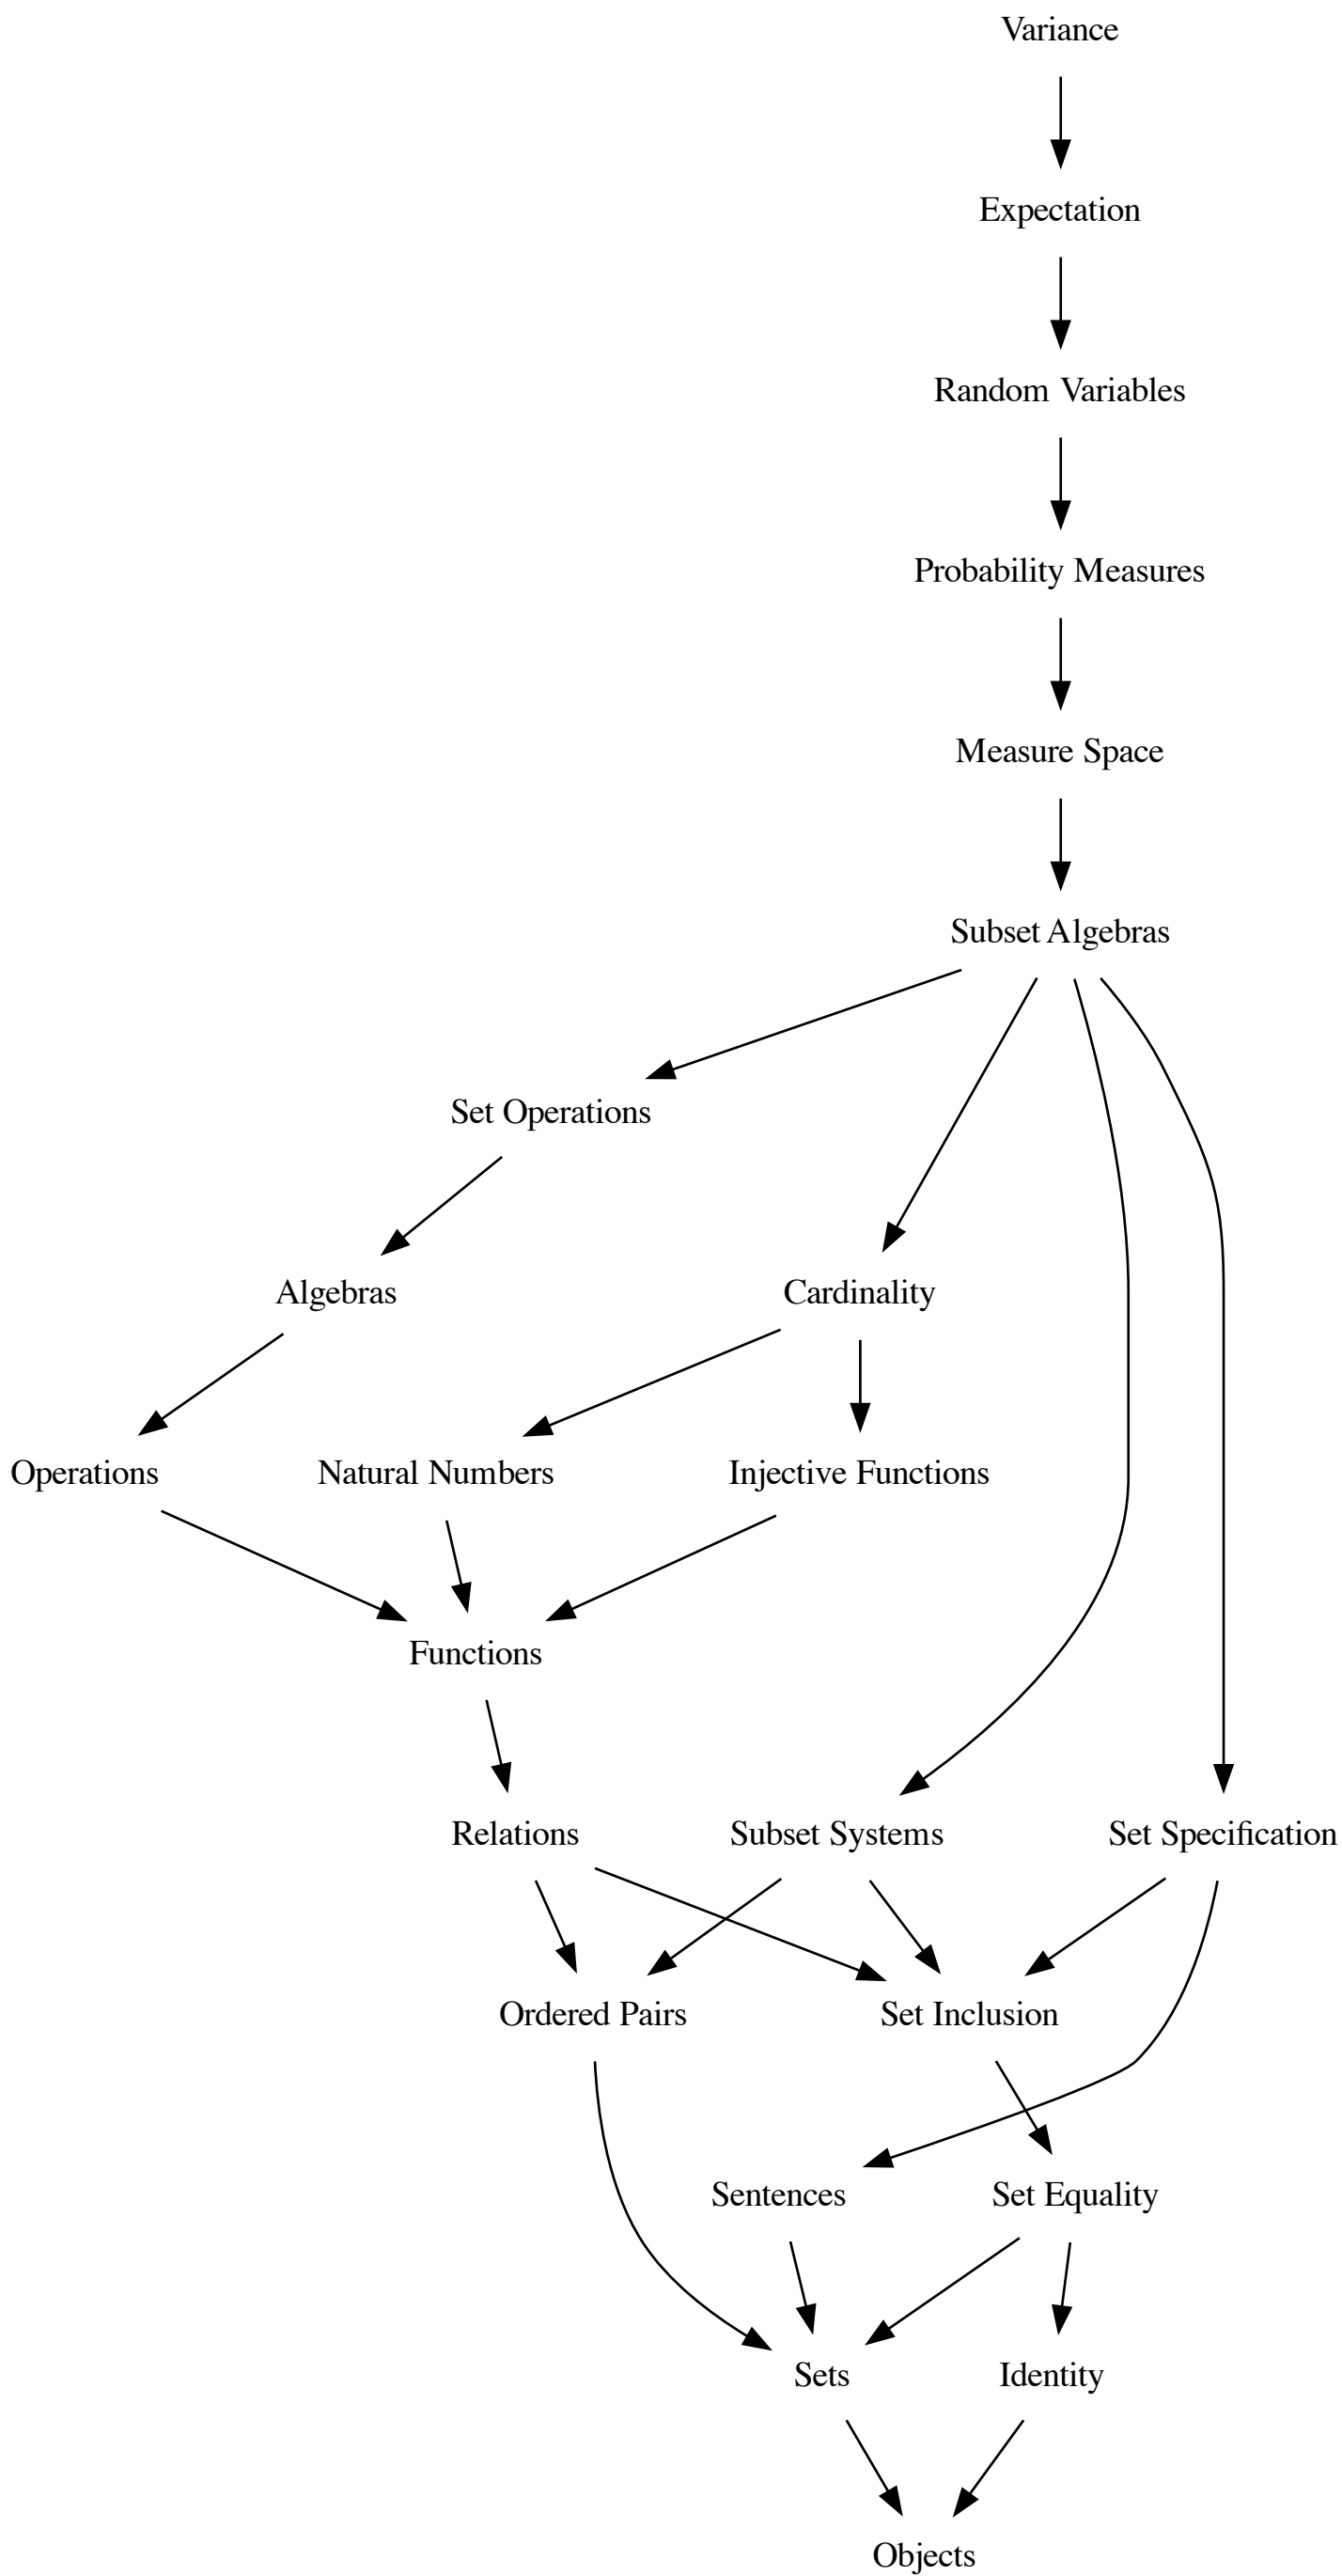 Variance
Expectation
Random Variables
Probability Measures
Measure Space
Subset Algebras
Set Operations
Algebras
Cardinality
Operations
Natural Numbers
Injective Functions
Functions
Relations
Subset Systems
Set Specification
Ordered Pairs
Set Inclusion
Sentences
Set Equality
Sets
Identity
Objects